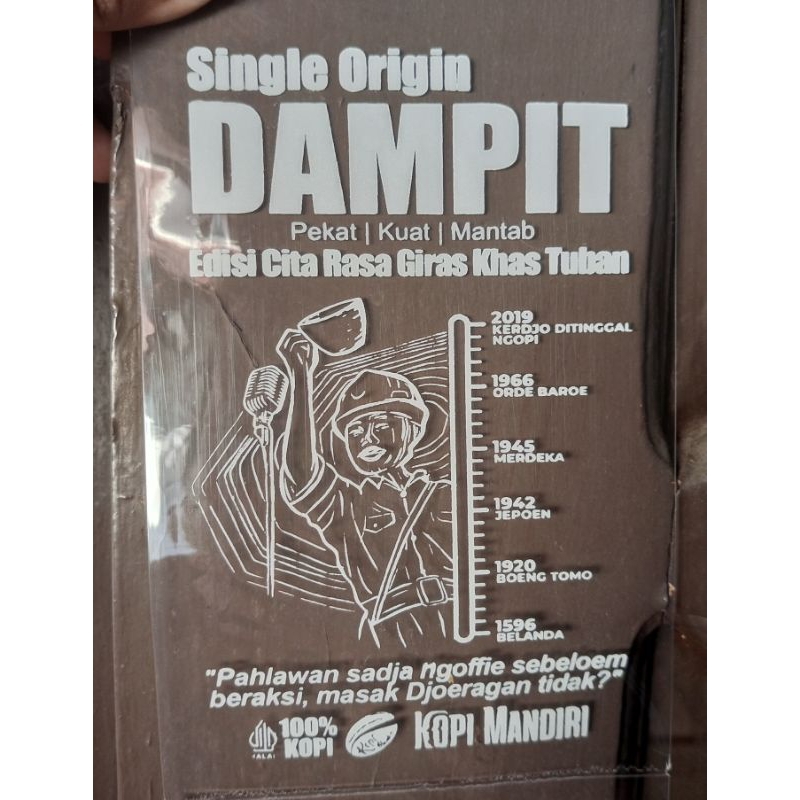 Single Origin
DAMPIT
Pekat | Kuat | Mantab
Edisi Cita Rasa Giras Khas Tuban
2019
KERDJO DITINGGAL
NGOPI
1966
ORDE BAROE
1945
MERDEKA
1942
JEPOEN
1920
BOENG TOMO
1596
BELANDA
"Pahlawan sadja ngoffie sebeloem
beraksi, masak Djoeragan tidak?"
100%
KOPI
KOPI MANDIRI